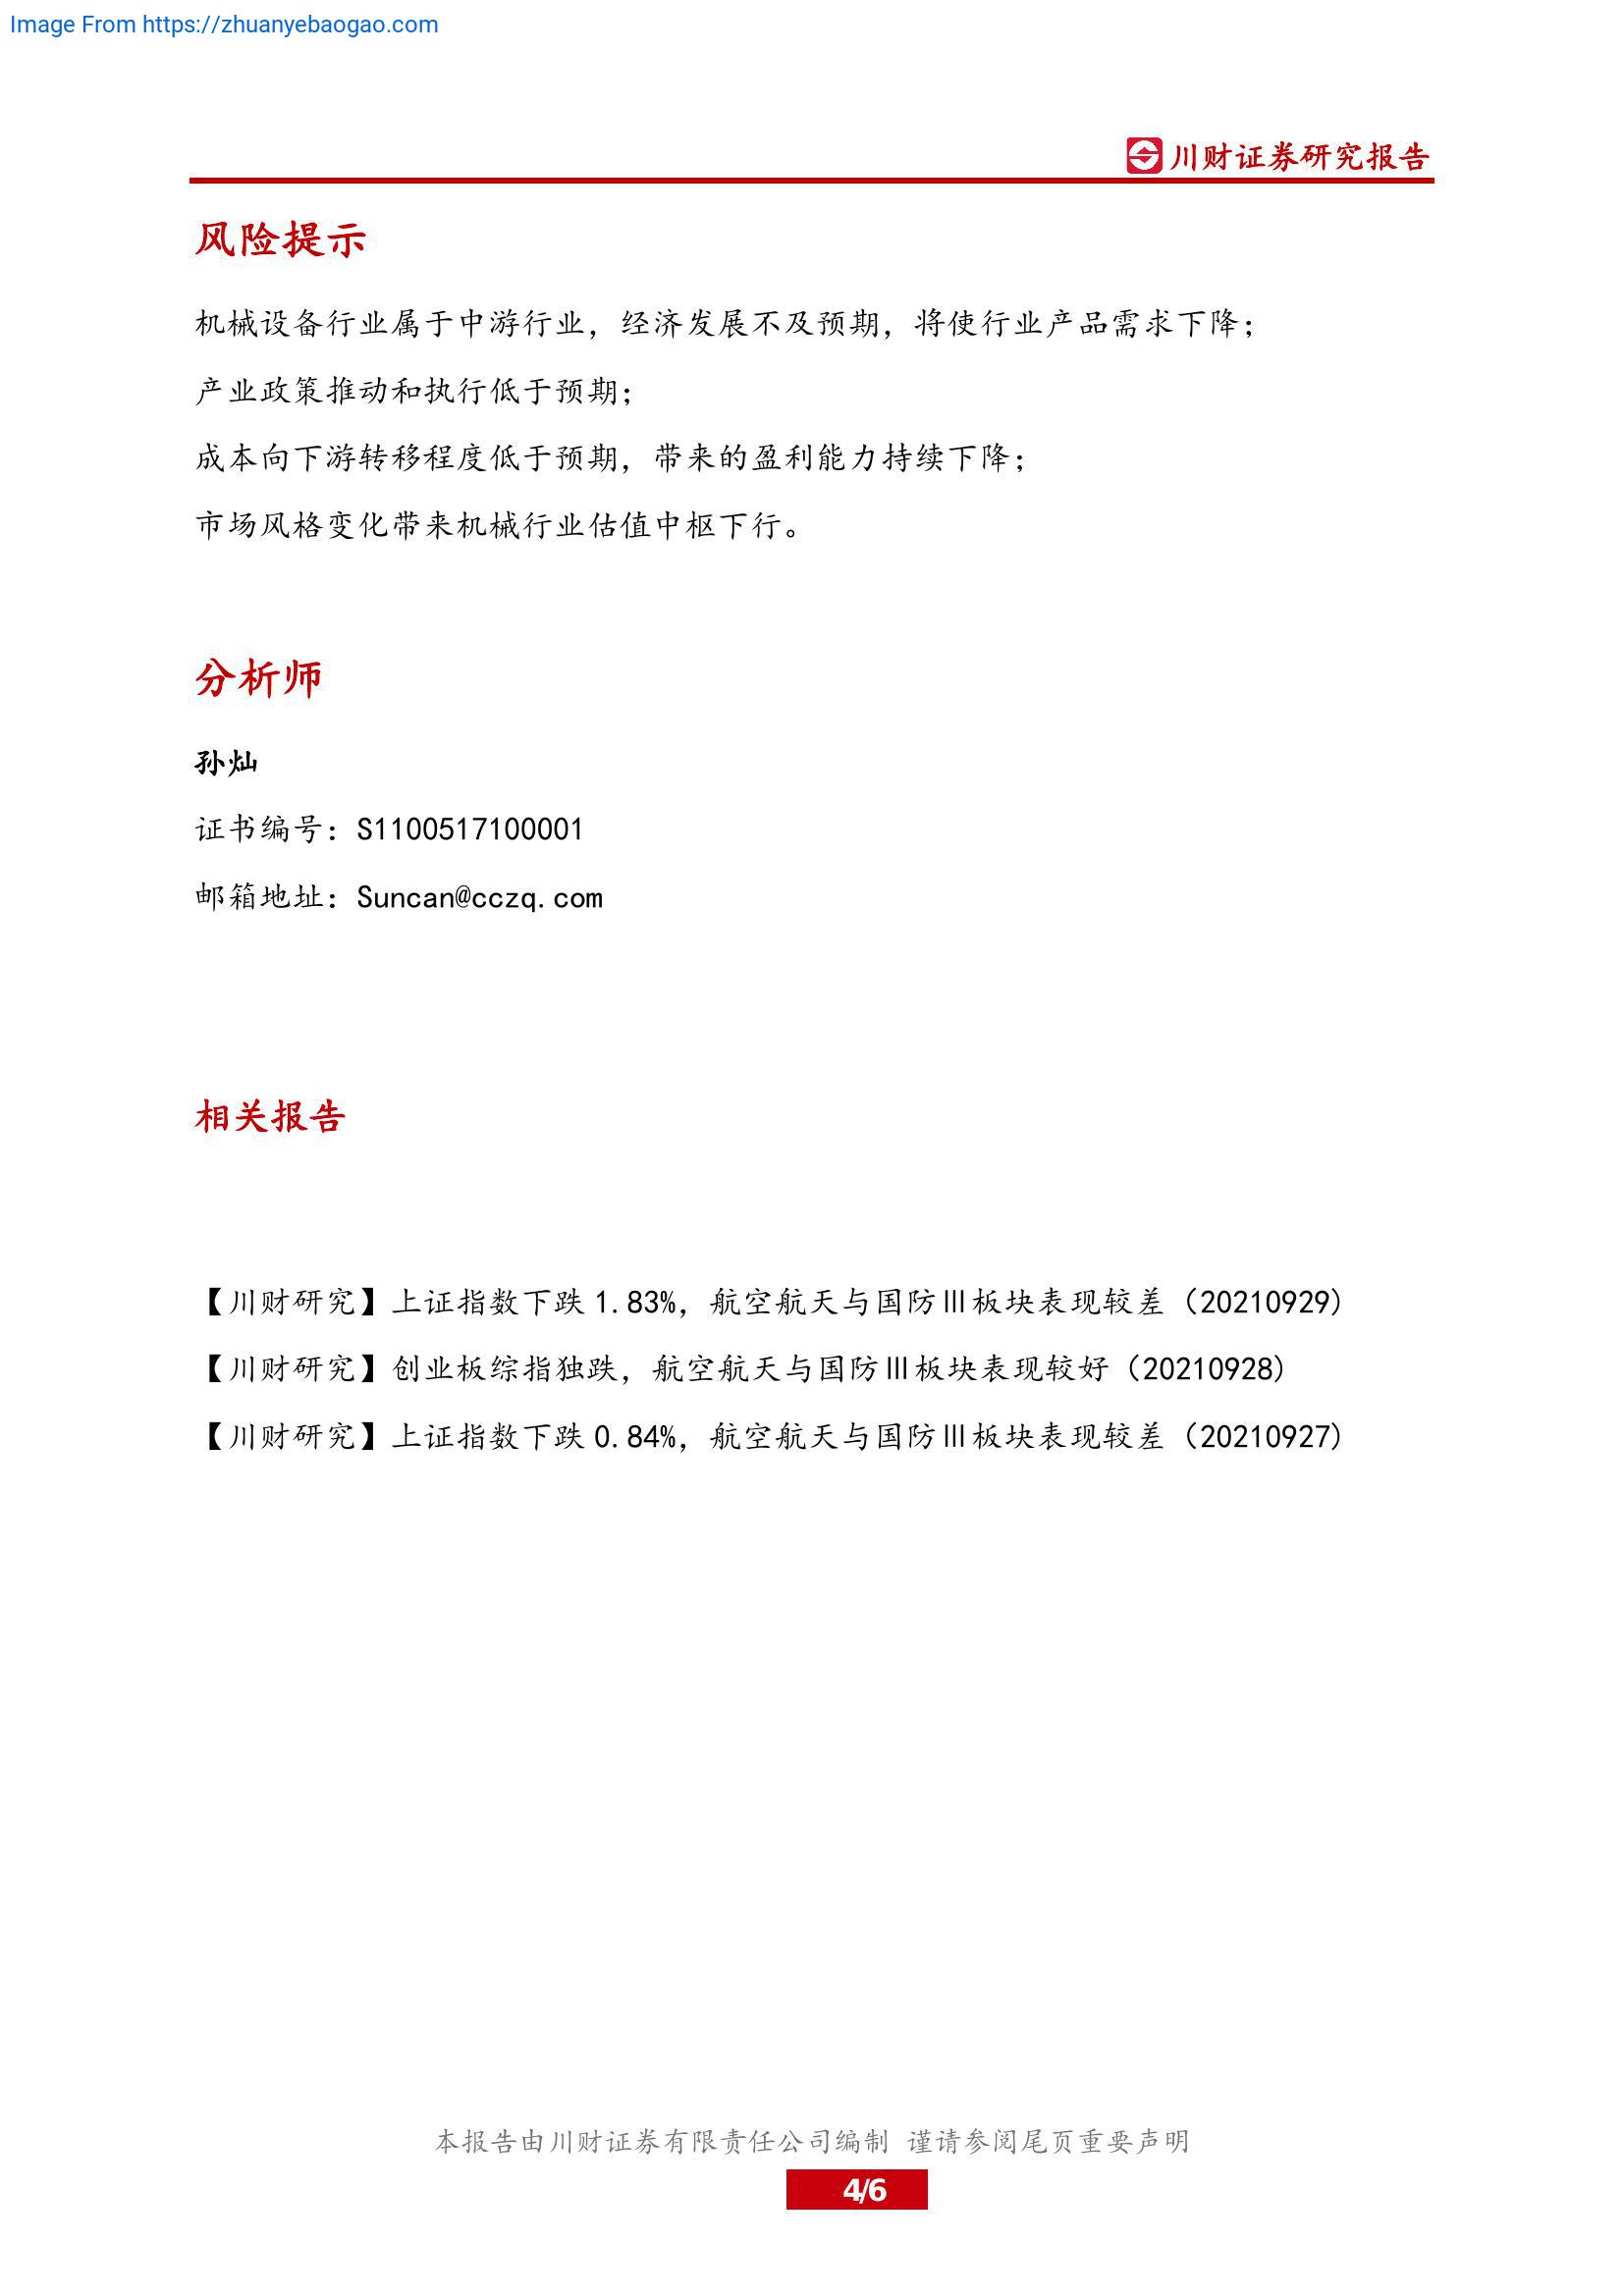 Image From https://zhuanyebaogao.com
川财证券研究报告
风险提示
机械设备行业属于中游行业，经济发展不及预期，将使行业产品需求下降；
产业政策推动和执行低于预期；
成本向下游转移程度低于预期，带来的盈利能力持续下降；
市场风格变化带来机械行业估值中枢下行。
分析师
孙灿
证书编号：S1100517100001
邮箱地址：Suncan@cczq.com
相关报告
【川财研究】上证指数下跌 1.83%，航空航天与国防Ⅲ板块表现较差（20210929）
【川财研究】创业板综指独跌，航空航天与国防Ⅲ板块表现较好（20210928）
【川财研究】上证指数下跌 0.84%，航空航天与国防Ⅲ板块表现较差（20210927）
本报告由川财证券有限责任公司编制 谨请参阅尾页重要声明
4/6